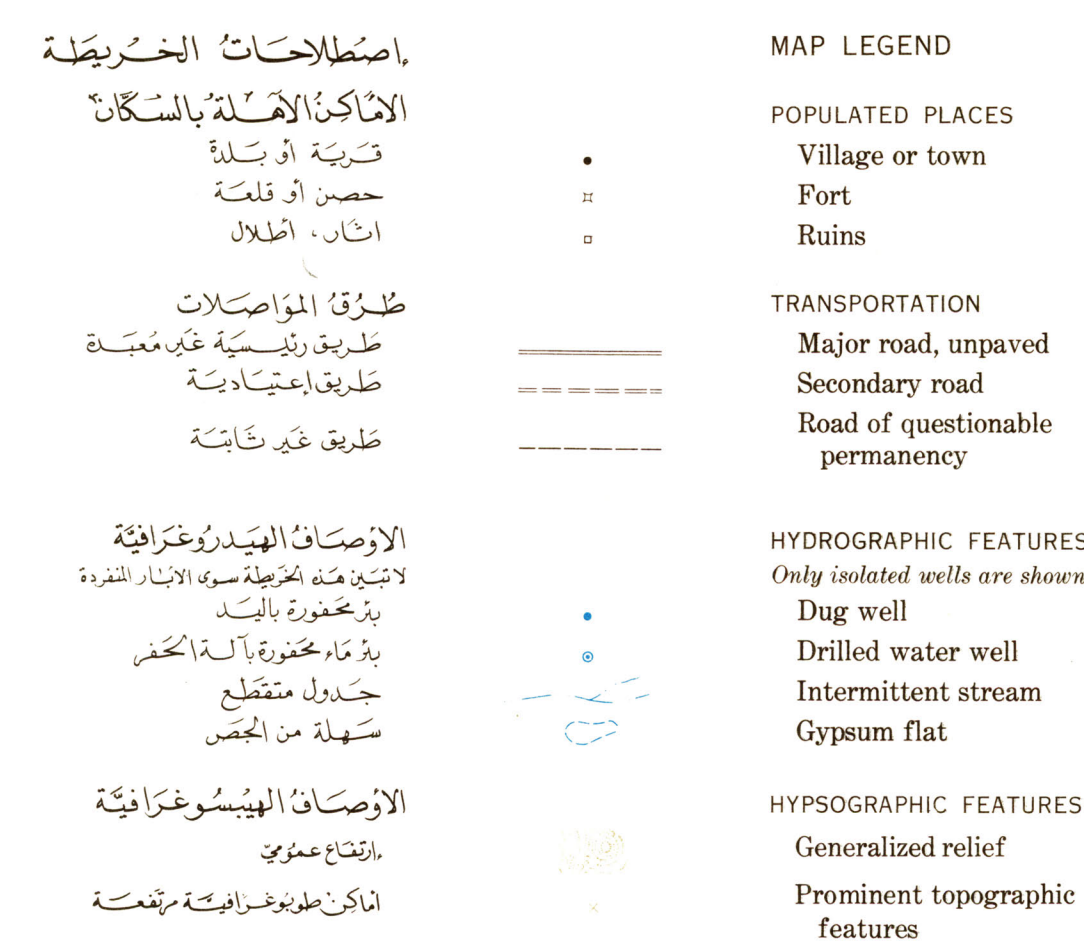 إصطلاحات الخريطة
MAP LEGEND
الأماكن الآهلة بالسكان
POPULATED PLACES
قرية أو بلدة
Village or town
حصن أو قلعة
Fort
اثار، أطلال
Ruins
طرق المواصلات
TRANSPORTATION
طريق رئيسية غير معبدة
Major road, unpaved
طريق إعتيادية
Secondary road
طريق غير ثابتة
Road of questionable
permanency
الأوصاف الهيدروغرافية
HYDROGRAPHIC FEATURES
لا تبين هذه الخريطة سوى الابار المنفردة
Only isolated wells are shown
بئر محفورة باليد
Dug well
بئر ماء محفورة بآلة الحفر
Drilled water well
جدول متقطع
Intermittent stream
سهلة من الجص
Gypsum flat
الأوصاف الهيبسوغرافية
HYPSOGRAPHIC FEATURES
إرتفاع عمومي
Generalized relief
أماكن طوبوغرافية مرتفعة
Prominent topographic
features